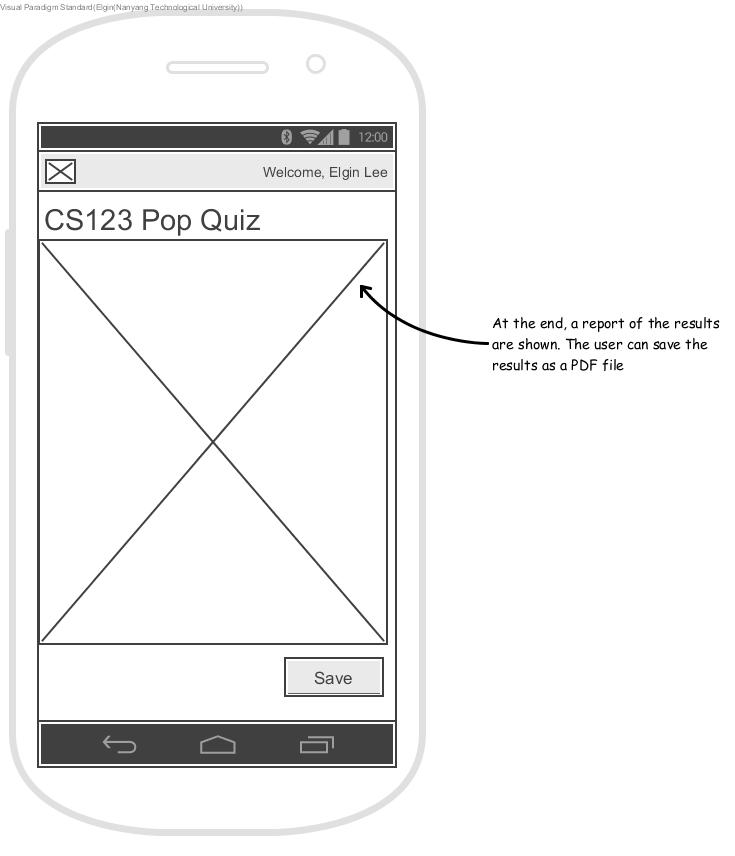 Visual Paradigm Standard(Elgin(Nanyang Technological University))
12:00
Welcome, Elgin Lee
CS123 Pop Quiz
At the end, a report of the results
are shown. The user can save the
results as a PDF file
Save